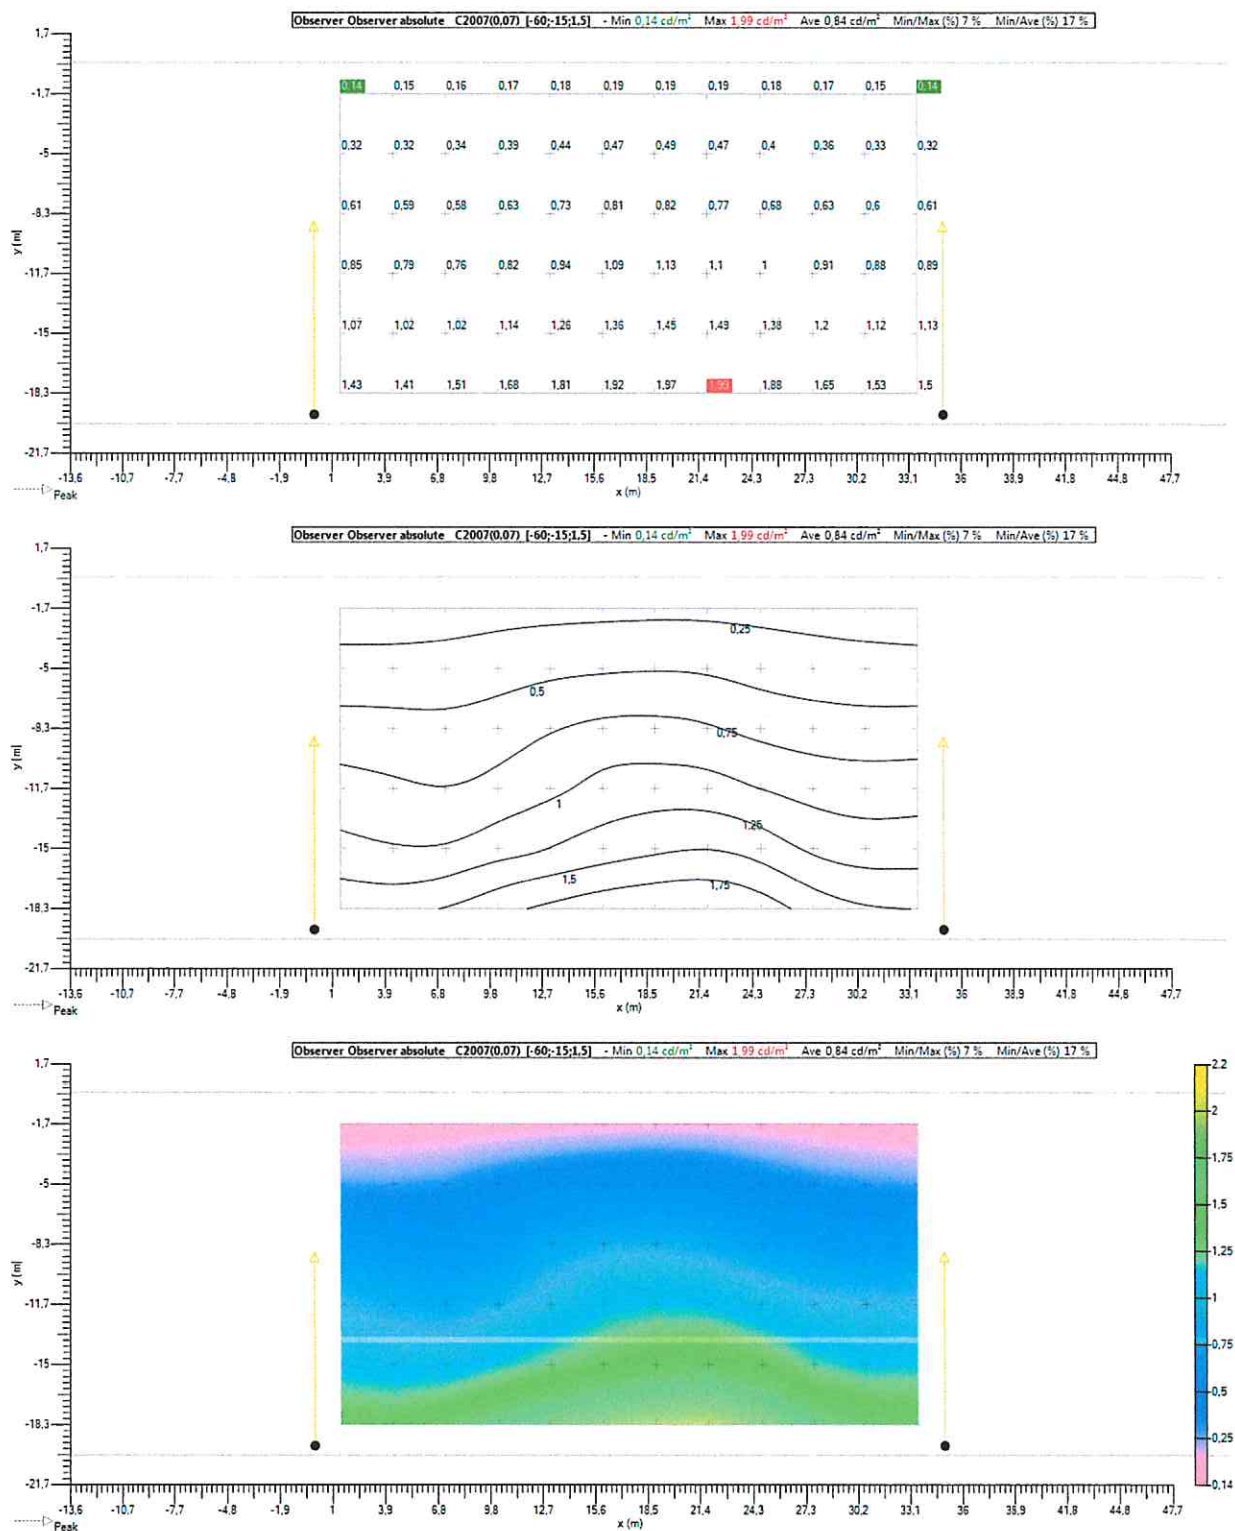 Observer Observer absolute C2007(0,07) [-60;-15;1,5] - Min 0,14 cd/m² Max 1,99 cd/m² Ave 0,84 cd/m² Min/Max (%) 7 % Min/Ave (%) 17 %
1.7
0,14 0,15 0,16 0,17 0,18 0,19 0,19 0,19 0,18 0,17 0,15 0,14
-1.7
0,32 0,32 0,34 0,39 0,44 0,47 0,49 0,47 0,4 0,36 0,33 0,32
-5
0,61 0,59 0,58 0,63 0,73 0,81 0,82 0,77 0,68 0,63 0,6 0,61
-8.3
y (m)
0,85 0,79 0,76 0,82 0,94 1,09 1,13 1,1 1 0,91 0,88 0,89
-11.7
1,07 1,02 1,02 1,14 1,26 1,36 1,45 1,49 1,38 1,2 1,12 1,13
-15
1,43 1,41 1,51 1,68 1,81 1,92 1,97 1,99 1,88 1,65 1,53 1,5
-18.3
-21.7
-13,6 -10,7 -7,7 -4,8 -1,9 1 3,9 6,8 9,8 12,7 15,6 18,5 21,4 24,3 27,3 30,2 33,1 36 38,9 41,8 44,8 47,7
Peak
x (m)
Observer Observer absolute C2007(0,07) [-60;-15;1,5] - Min 0,14 cd/m² Max 1,99 cd/m² Ave 0,84 cd/m² Min/Max (%) 7 % Min/Ave (%) 17 %
1,7
-1,7
0,25
-5
0,5
-8,3
0,75
y (m)
-11,7
1
1,25
-15
1,5
1,75
-18,3
-21,7
-13,6 -10,7 -7,7 -4,8 -1,9 1 3,9 6,8 9,8 12,7 15,6 18,5 21,4 24,3 27,3 30,2 33,1 36 38,9 41,8 44,8 47,7
Peak
x (m)
Observer Observer absolute C2007(0,07) [-60;-15;1,5] - Min 0,14 cd/m² Max 1,99 cd/m² Ave 0,84 cd/m² Min/Max (%) 7 % Min/Ave (%) 17 %
1,7
2,2
2
-1,7
1,75
-5
1,5
-8,3
1,25
y (m)
1
-11,7
0,75
-15
0,5
-18,3
0,25
-21,7
0,14
-13,6 -10,7 -7,7 -4,8 -1,9 1 3,9 6,8 9,8 12,7 15,6 18,5 21,4 24,3 27,3 30,2 33,1 36 38,9 41,8 44,8 47,7
Peak
x (m)